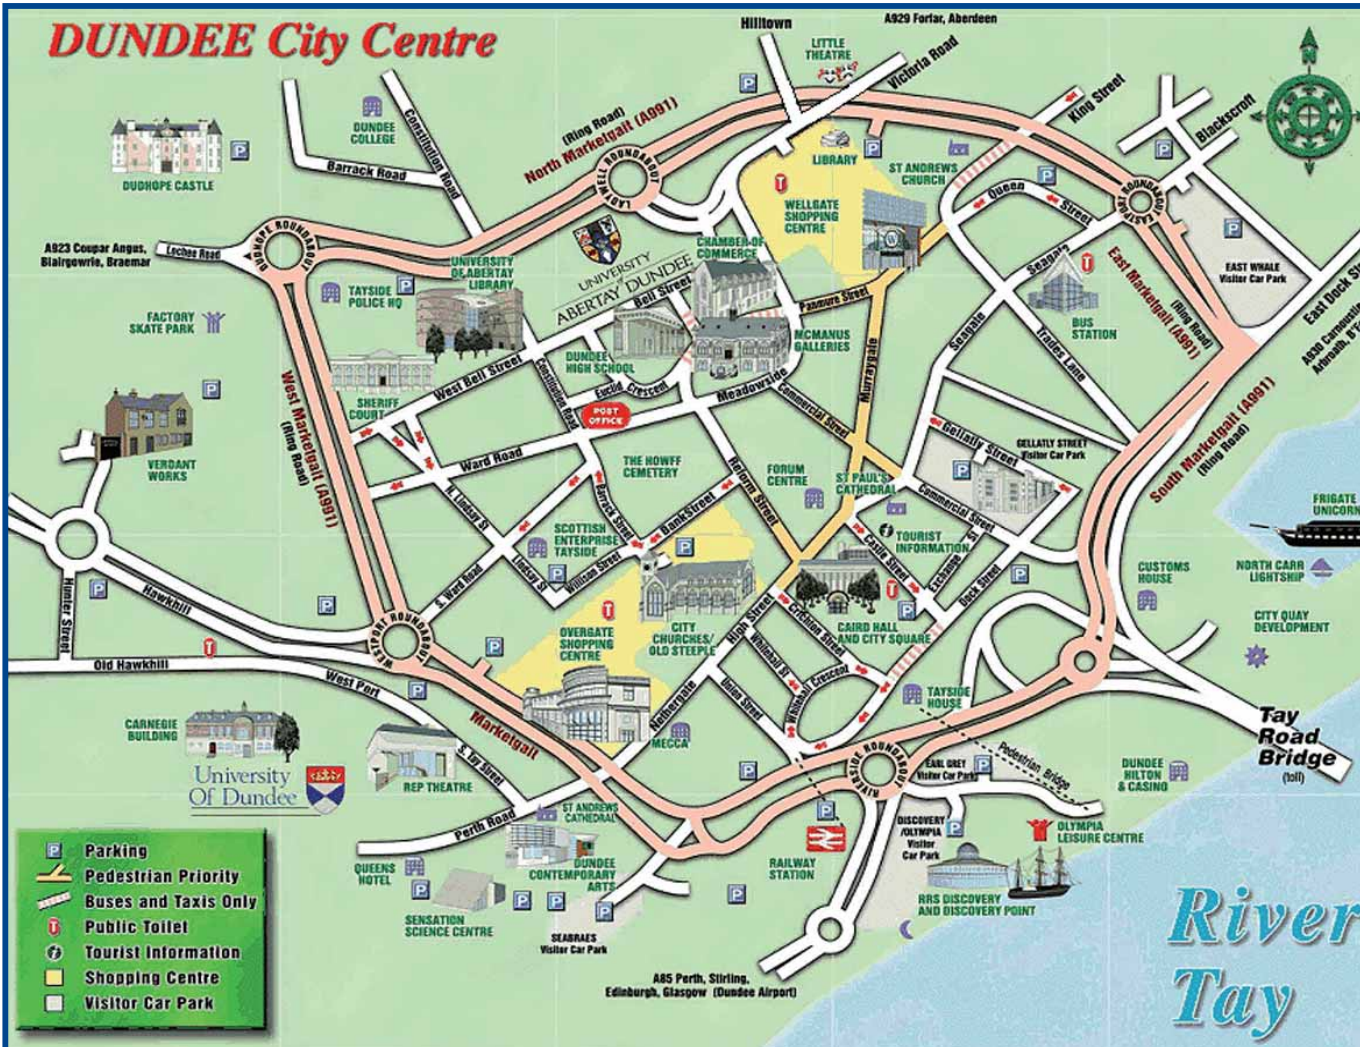 DUNDEE City Centre
Hilltown
A929 Forfar, Aberdeen
LITTLE
THEATRE
Victoria Road
King Street
Blackscroft
N
DUNDEE
COLLEGE
Constitution Road
(Ring Road)
North Marketgait (A991)
Barrack Road
DUDHOPE CASTLE
LADYWELL ROUNDABOUT
LIBRARY
ST ANDREWS
CHURCH
Queen
Street
EASTPORT ROUNDABOUT
WELLGATE
SHOPPING
CENTRE
A923 Coupar Angus,
Blairgowrie, Braemar
Lochee Road
DUDHOPE ROUNDABOUT
UNIVERSITY
OF ABERTAY
LIBRARY
UNIVERSITY
OF
ABERTAY DUNDEE
CHAMBER OF
COMMERCE
Bell Street
Panmure Street
Seagate
East Marketgait (A991)
(Ring Road)
EAST WHALE
Visitor Car Park
East Dock St
A930 Carnoustie
Arbroath, B'F
TAYSIDE
POLICE HQ
FACTORY
SKATE PARK
BUS
STATION
MCMANUS
GALLERIES
DUNDEE
HIGH SCHOOL
Seagate
Trades Lane
Murraygate
West Bell Street
SHERIFF
COURT
Euclid Crescent
Constitution Road
POST
OFFICE
Meadowside
Commercial Street
West Marketgait (A991)
(Ring Road)
VERDANT
WORKS
Ward Road
THE HOWFF
CEMETERY
Reform Street
FORUM
CENTRE
ST PAUL'S
CATHEDRAL
Gellatly Street
GELLATLY STREET
Visitor Car Park
South Marketgait (A991)
(Ring Road)
N. Lindsay St
Barrack Street
BankStreet
Commercial Street
TOURIST
INFORMATION
FRIGATE
UNICORN
SCOTTISH
ENTERPRISE
TAYSIDE
Lindsay St
Willison Street
S. Ward Road
Castle Street
Exchange St
Dock Street
CUSTOMS
HOUSE
NORTH CARR
LIGHTSHIP
CITY QUAY
DEVELOPMENT
Hunter Street
Hawkhill
WESTPORT ROUNDABOUT
OVERGATE
SHOPPING
CENTRE
CITY
CHURCHES/
OLD STEEPLE
High Street
Crichton Street
CAIRD HALL
AND CITY SQUARE
Whitehall St
Whitehall Crescent
Old Hawkhill
West Port
Union Street
Nethergate
TAYSIDE
HOUSE
Tay
Road
Bridge
(toll)
CARNEGIE
BUILDING
Marketgait
MECCA
Pedestrian Bridge
University
Of Dundee
REP THEATRE
S. Tay Street
RIVERSIDE ROUNDABOUT
EARL GREY
Visitor Car Park
DUNDEE
HILTON
& CASINO
Perth Road
ST ANDREWS
CATHEDRAL
DISCOVERY
/OLYMPIA
Visitor
Car Park
OLYMPIA
LEISURE CENTRE
QUEENS
HOTEL
DUNDEE
CONTEMPORARY
ARTS
RAILWAY
STATION
SENSATION
SCIENCE CENTRE
SEABRAES
Visitor Car Park
RRS DISCOVERY
AND DISCOVERY POINT
A85 Perth, Stirling,
Edinburgh, Glasgow (Dundee Airport)
River
Tay
P Parking
Pedestrian Priority
Buses and Taxis Only
T Public Toilet
i Tourist Information
Shopping Centre
Visitor Car Park